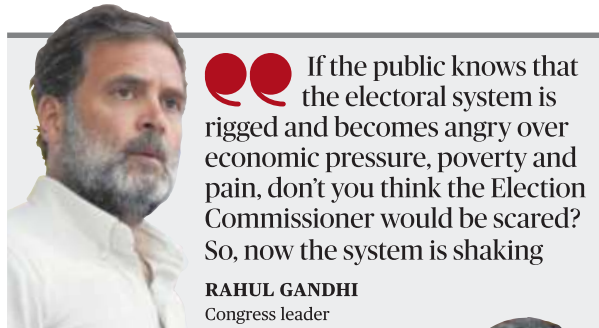 If the public knows that
the electoral system is
rigged and becomes angry over
economic pressure, poverty and
pain, don’t you think the Election
Commissioner would be scared?
So, now the system is shaking
RAHUL GANDHI
Congress leader